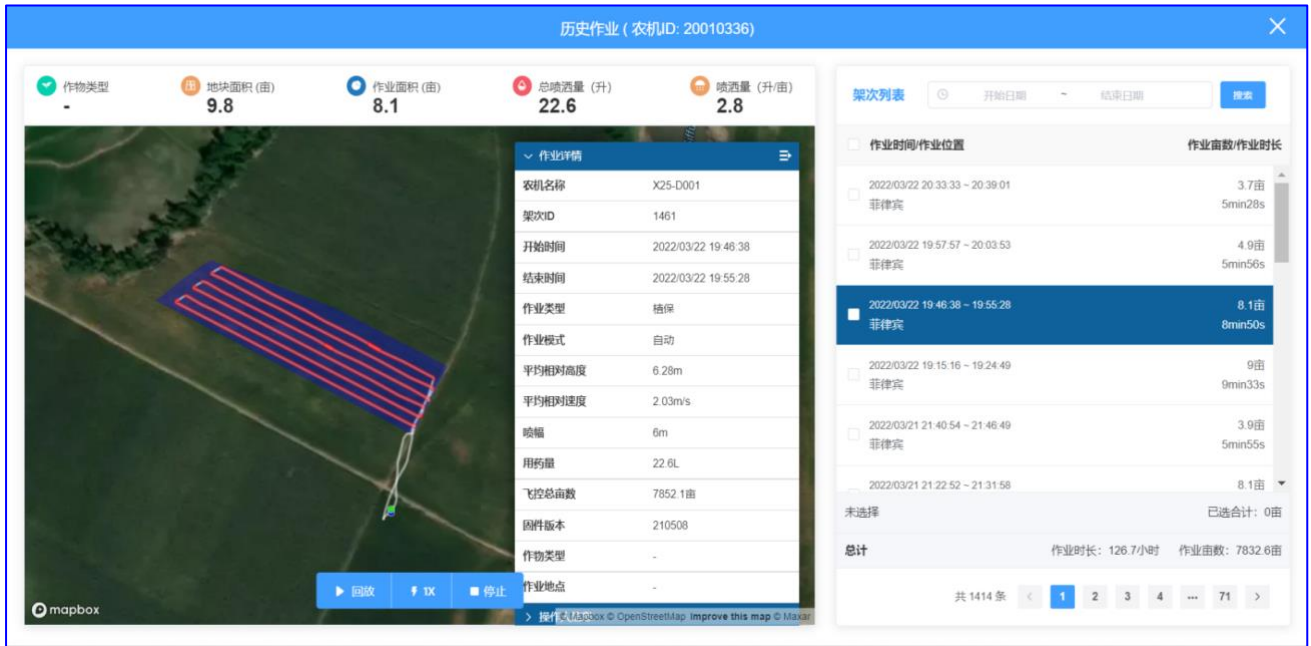 历史作业 ( 农机ID: 20010336)
作物类型
-
地块面积 (亩)
9.8
作业面积 (亩)
8.1
总喷洒量 (升)
22.6
喷洒量 (升/亩)
2.8
作业详情
农机名称 X25-D001
架次ID 1461
开始时间 2022/03/22 19:46:38
结束时间 2022/03/22 19:55:28
作业类型 植保
作业模式 自动
平均相对高度 6.28m
平均相对速度 2.03m/s
喷幅 6m
用药量 22.6L
飞控总亩数 7852.1亩
固件版本 210508
作物类型 -
作业地点 -
回放 1X 停止
mapbox
© Mapbox © OpenStreetMap Improve this map © Maxar
架次列表 开始日期 ~ 结束日期 搜索
作业时间/作业位置 作业亩数/作业时长
2022/03/22 20:33:33 ~ 20:39:01 3.7亩
菲律宾 5min28s
2022/03/22 19:57:57 ~ 20:03:53 4.9亩
菲律宾 5min56s
2022/03/22 19:46:38 ~ 19:55:28 8.1亩
菲律宾 8min50s
2022/03/22 19:15:16 ~ 19:24:49 9亩
菲律宾 9min33s
2022/03/21 21:40:54 ~ 21:46:49 3.9亩
菲律宾 5min55s
2022/03/21 21:22:52 ~ 21:31:58 8.1亩
未选择 已选合计：0亩
总计 作业时长：126.7小时 作业亩数：7832.6亩
共 1414 条 < 1 2 3 4 ... 71 >